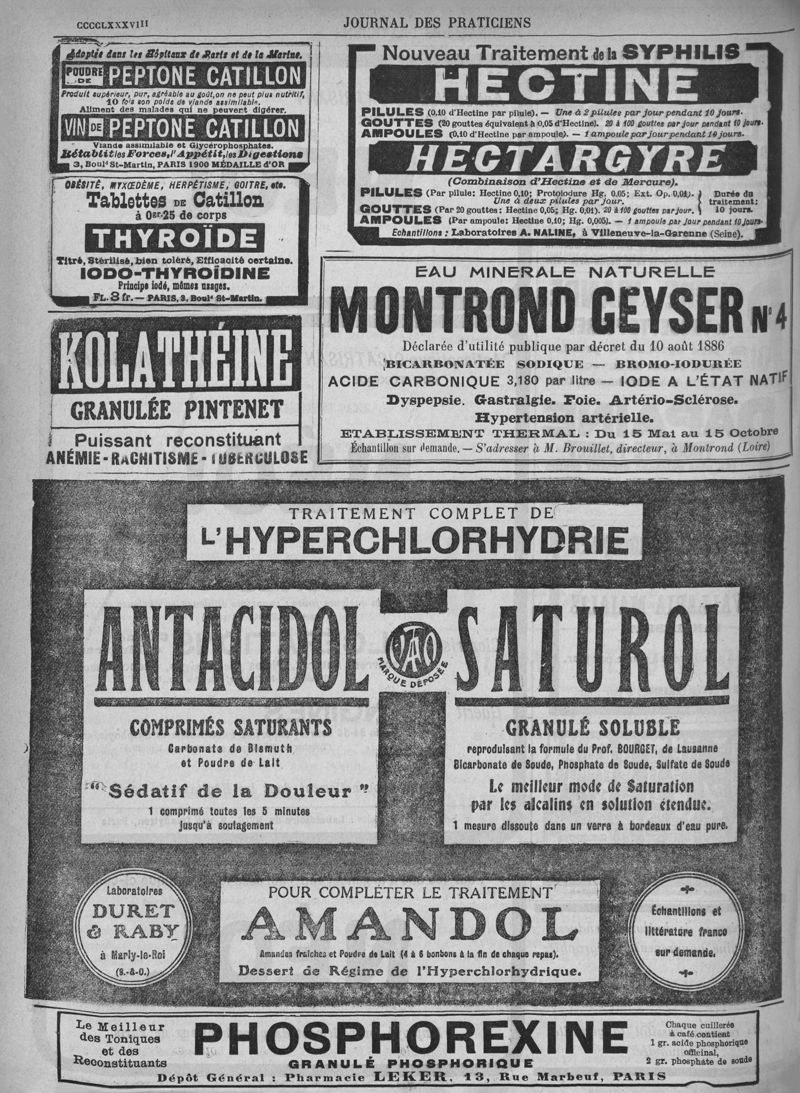 CCCCLXXXVIII
JOURNAL DES PRATICIENS
Adoptée dans les Hôpitaux de Paris et de la Marine.
POUDRE DE PEPTONE CATILLON
Produit supérieur, pur, agréable au goût, on ne peut plus nutritif,
10 fois son poids de viande assimilable.
Aliment des malades qui ne peuvent digérer.
VIN DE PEPTONE CATILLON
Viande assimilable et Glycérophosphates.
Rétablit les Forces, l'Appétit, les Digestions
3, Boulᵗ St-Martin, PARIS 1900 MÉDAILLE D'OR
OBÉSITÉ, MYXŒDÈME, HERPÉTISME, GOITRE, etc.
Tablettes DE Catillon
à 0gr.25 de corps
THYROÏDE
Titré, Stérilisé, bien toléré, Efficacité certaine.
IODO-THYROÏDINE
Principe iodé, mêmes usages.
FL. 3 fr. — PARIS, 3, Boulᵗ St-Martin.
KOLATHÉINE
GRANULÉE PINTENET
Puissant reconstituant
ANÉMIE - RACHITISME - TUBERCULOSE
Nouveau Traitement de la SYPHILIS
HECTINE
PILULES (0,10 d'Hectine par pilule). — Une à 2 pilules par jour pendant 10 jours.
GOUTTES (20 gouttes équivalent à 0,05 d'Hectine). 20 à 100 gouttes par jour pendant 10 jours.
AMPOULES (0,10 d'Hectine par ampoule). — 1 ampoule par jour pendant 10 jours.
HECTARGYRE
(Combinaison d'Hectine et de Mercure).
PILULES (Par pilule: Hectine 0,10; Protoiodure Hg. 0,05; Ext. Op. 0,01).
Une à deux pilules par jour.
GOUTTES (Par 20 gouttes: Hectine 0,05; Hg. 0,01). 20 à 100 gouttes par jour.
Durée du
traitement:
10 jours.
AMPOULES (Par ampoule: Hectine 0,10; Hg. 0,005). — 1 ampoule par jour pendant 10 jours.
Echantillons: Laboratoires A. NALINE, à Villeneuve-la-Garenne (Seine).
EAU MINERALE NATURELLE
MONTROND GEYSER N°4
Déclarée d'utilité publique par décret du 10 août 1886
BICARBONATÉE SODIQUE — BROMO-IODURÉE
ACIDE CARBONIQUE 3,180 par litre — IODE A L'ÉTAT NATIF
Dyspepsie. Gastralgie. Foie. Artério-Sclérose.
Hypertension artérielle.
ETABLISSEMENT THERMAL : Du 15 Mai au 15 Octobre
Échantillon sur demande. — S'adresser à M. Brouillet, directeur, à Montrond (Loire)
TRAITEMENT COMPLET DE
L'HYPERCHLORHYDRIE
ANTACIDOL
MARQUE DÉPOSÉE
SATUROL
COMPRIMÉS SATURANTS
Carbonate de Bismuth
et Poudre de Lait
"Sédatif de la Douleur"
1 comprimé toutes les 5 minutes
jusqu'à soulagement
GRANULÉ SOLUBLE
reproduisant la formule du Prof. BOURGET, de Lausanne
Bicarbonate de Soude, Phosphate de Soude, Sulfate de Soude
Le meilleur mode de Saturation
par les alcalins en solution étendue.
1 mesure dissoute dans un verre à bordeaux d'eau pure.
Laboratoires
DURET
& RABY
à Marly-le-Roi
(S.-&-O.)
POUR COMPLÉTER LE TRAITEMENT
AMANDOL
Amandes fraîches et Poudre de Lait (4 à 6 bonbons à la fin de chaque repas).
Dessert de Régime de l'Hyperchlorhydrique.
Échantillons et
littérature franco
sur demande.
Le Meilleur
des Toniques
et des
Reconstituants
PHOSPHOREXINE
GRANULÉ PHOSPHORIQUE
Chaque cuillerée
à café contient
1 gr. acide phosphorique
officinal,
2 gr. phosphate de soude
Dépôt Général : Pharmacie LEKER, 13, Rue Marbeuf, PARIS